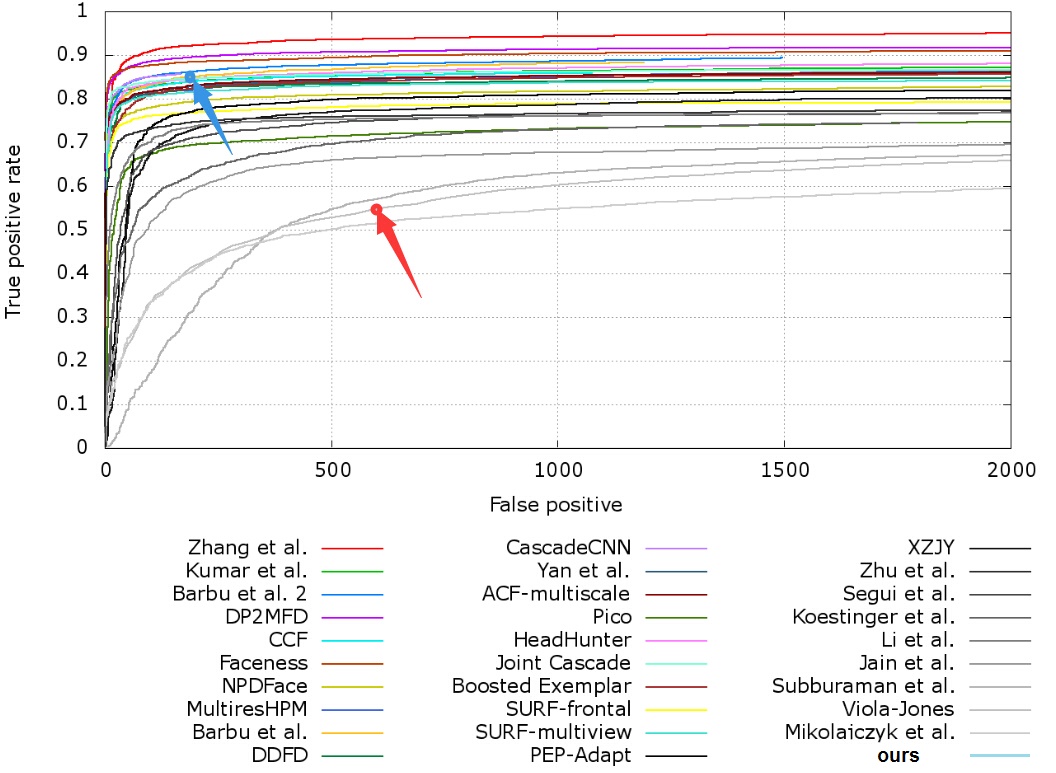 1
0.9
0.8
0.7
0.6
0.5
0.4
0.3
0.2
0.1
0
True positive rate
0 500 1000 1500 2000
False positive
Zhang et al. CascadeCNN XZJY
Kumar et al. Yan et al. Zhu et al.
Barbu et al. 2 ACF-multiscale Segui et al.
DP2MFD Pico Koestinger et al.
CCF HeadHunter Li et al.
Faceness Joint Cascade Jain et al.
NPDFace Boosted Exemplar Subburaman et al.
MultiresHPM SURF-frontal Viola-Jones
Barbu et al. SURF-multiview Mikolajczyk et al.
DDFD PEP-Adapt ours